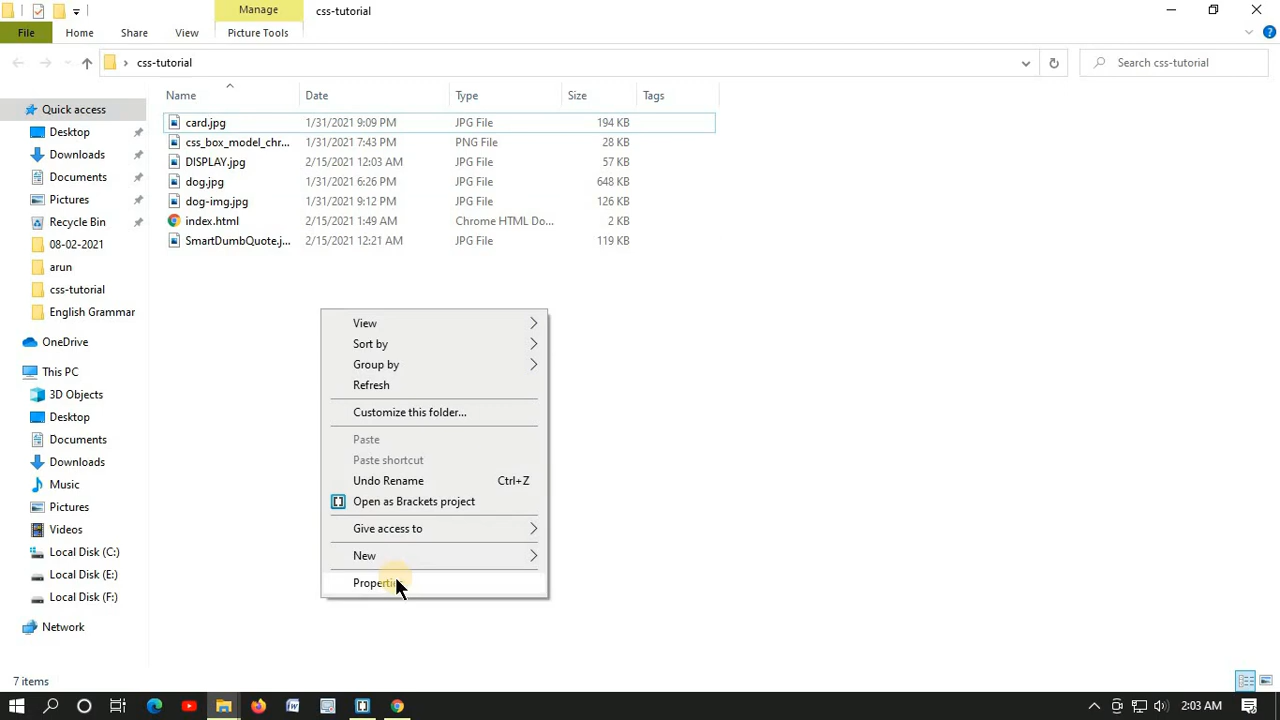 Manage
css-tutorial
File
Home
Share
View
Picture Tools
css-tutorial
Search css-tutorial
Name
Date
Type
Size
Tags
card.jpg 1/31/2021 9:09 PM JPG File 194 KB
css_box_model_chr... 1/31/2021 7:43 PM PNG File 28 KB
DISPLAY.jpg 2/15/2021 12:03 AM JPG File 57 KB
dog.jpg 1/31/2021 6:26 PM JPG File 648 KB
dog-img.jpg 1/31/2021 9:12 PM JPG File 126 KB
index.html 2/15/2021 1:49 AM Chrome HTML Do... 2 KB
SmartDumbQuote.j... 2/15/2021 12:21 AM JPG File 119 KB
Quick access
Desktop
Downloads
Documents
Pictures
Recycle Bin
08-02-2021
arun
css-tutorial
English Grammar
OneDrive
This PC
3D Objects
Desktop
Documents
Downloads
Music
Pictures
Videos
Local Disk (C:)
Local Disk (E:)
Local Disk (F:)
Network
View
Sort by
Group by
Refresh
Customize this folder...
Paste
Paste shortcut
Undo Rename Ctrl+Z
Open as Brackets project
Give access to
New
Properties
7 items
2:03 AM